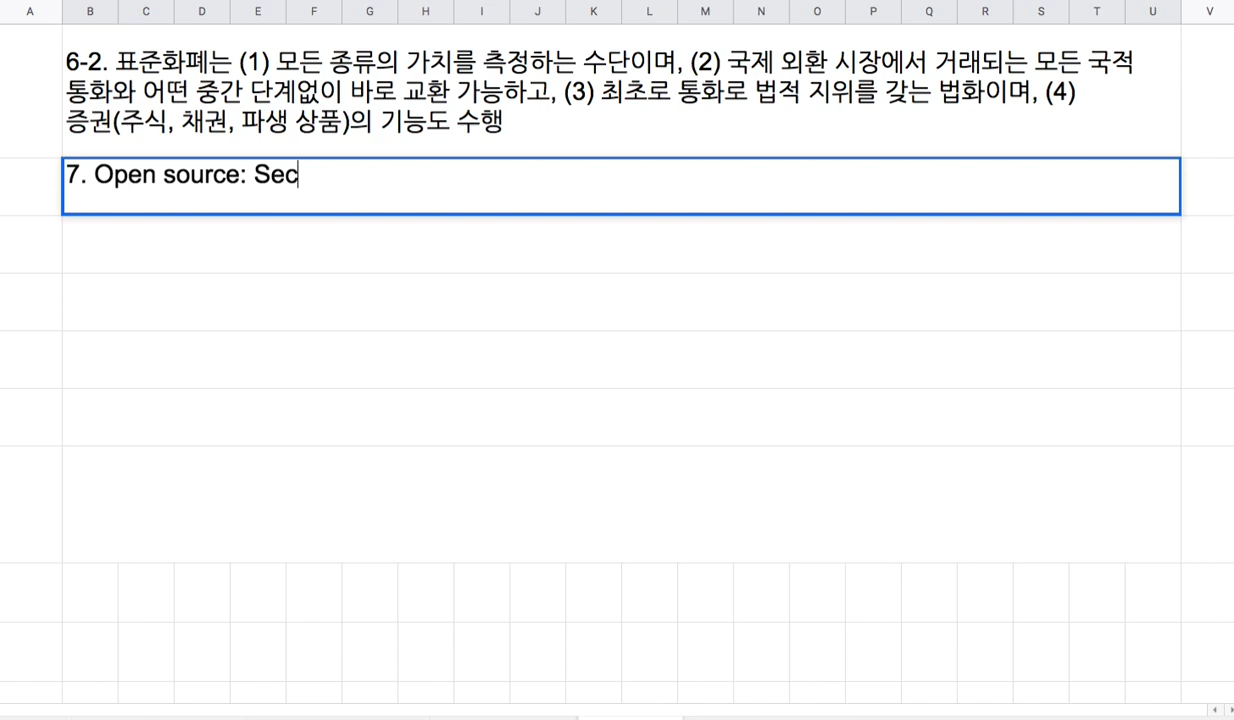 A B C D E F G H I J K L M N O P Q R S T U V
6-2. 표준화폐는 (1) 모든 종류의 가치를 측정하는 수단이며, (2) 국제 외환 시장에서 거래되는 모든 국적
통화와 어떤 중간 단계없이 바로 교환 가능하고, (3) 최초로 통화로 법적 지위를 갖는 법화이며, (4)
증권(주식, 채권, 파생 상품)의 기능도 수행
7. Open source: Sec